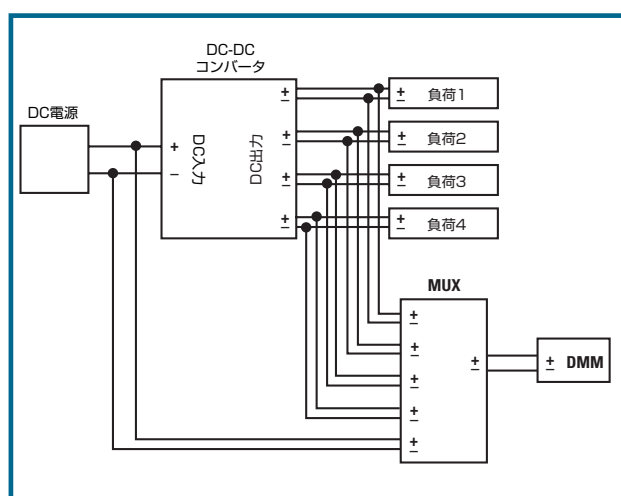 DC-DC
コンバータ
DC電源
+
−
DC入力
DC出力
±
±
±
±
± 負荷1
± 負荷2
± 負荷3
± 負荷4
MUX
±
±
±
±
±
±
± DMM